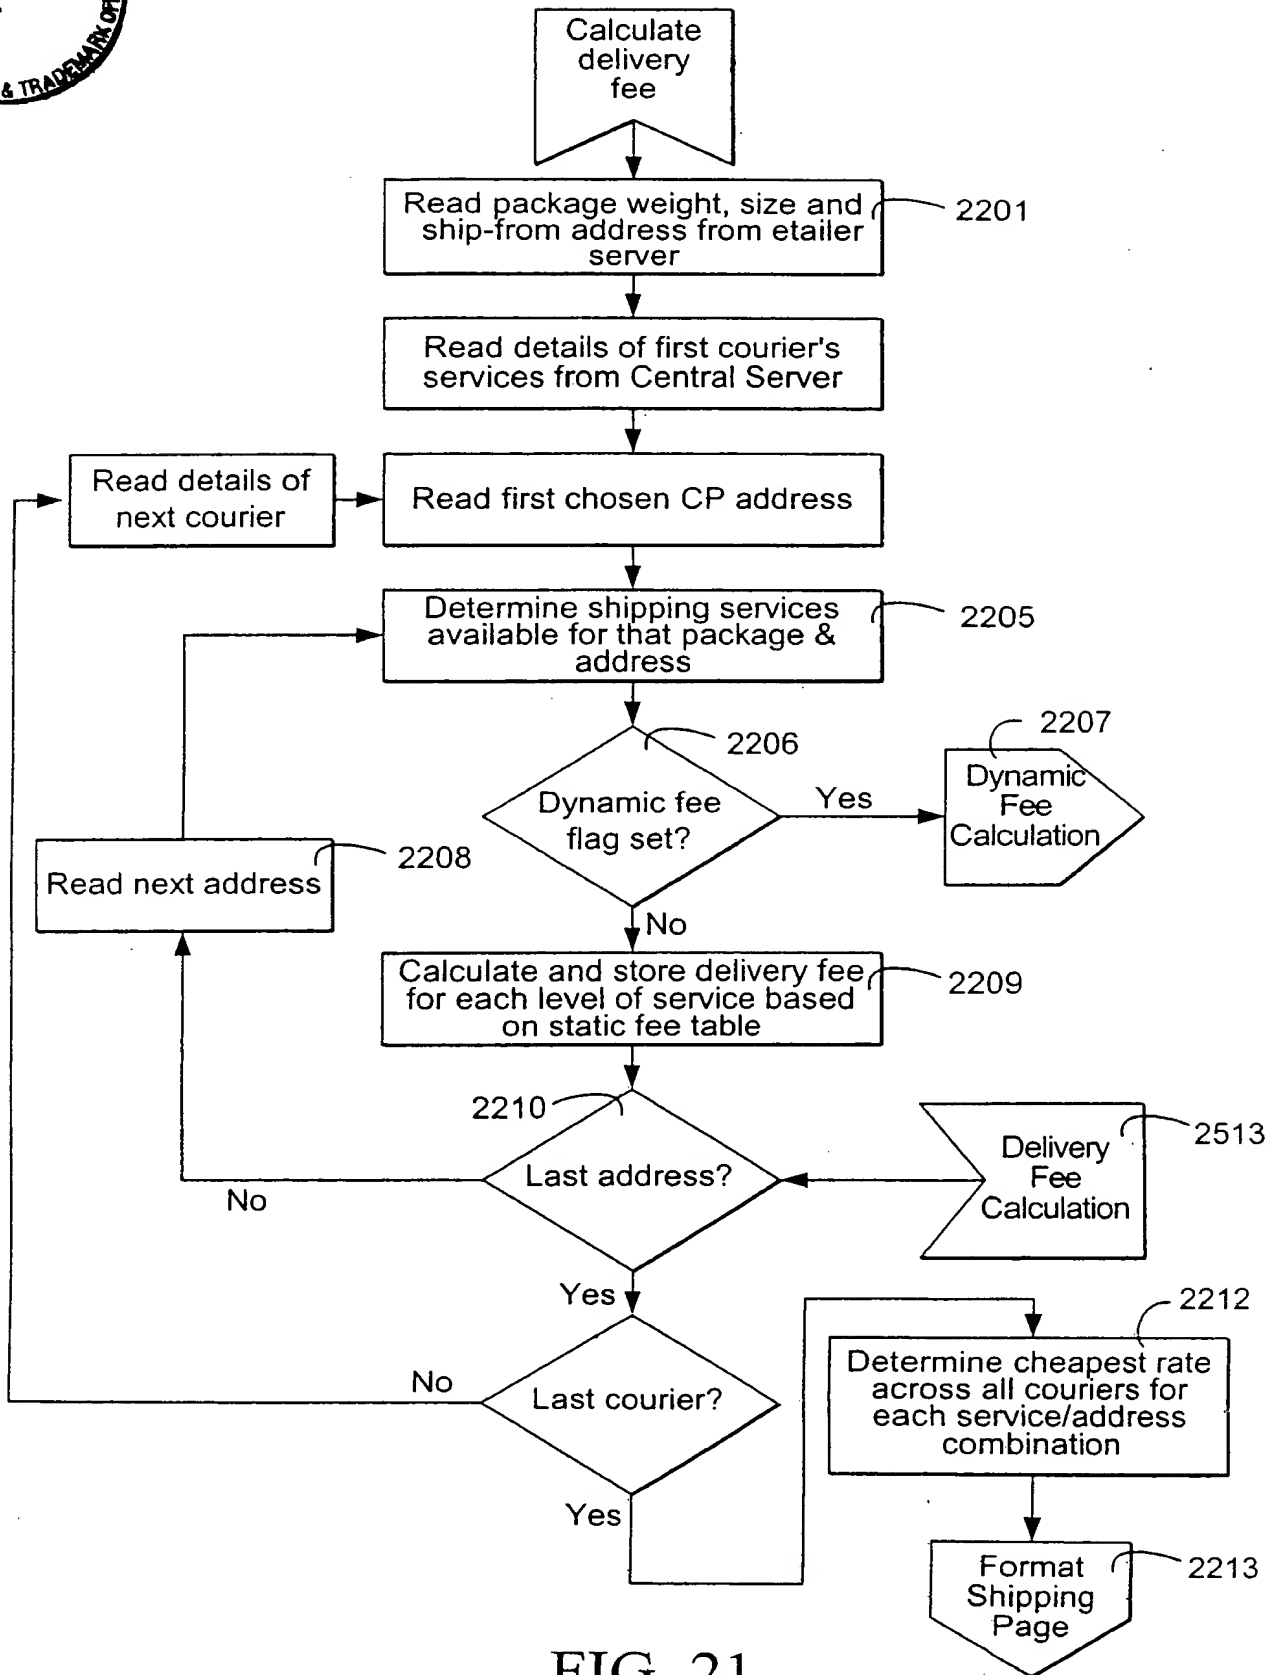 & TRADEMARK OF
Calculate
delivery
fee
Read package weight, size and
ship-from address from etailer
server
2201
Read details of first courier's
services from Central Server
Read details of
next courier
Read first chosen CP address
Determine shipping services
available for that package &
address
2205
2206
Dynamic fee
flag set?
Yes
2207
Dynamic
Fee
Calculation
2208
Read next address
No
Calculate and store delivery fee
for each level of service based
on static fee table
2209
2210
Last address?
No
2513
Delivery
Fee
Calculation
Yes
2212
Determine cheapest rate
across all couriers for
each service/address
combination
No
Last courier?
Yes
Format
Shipping
Page
2213
FIG. 21